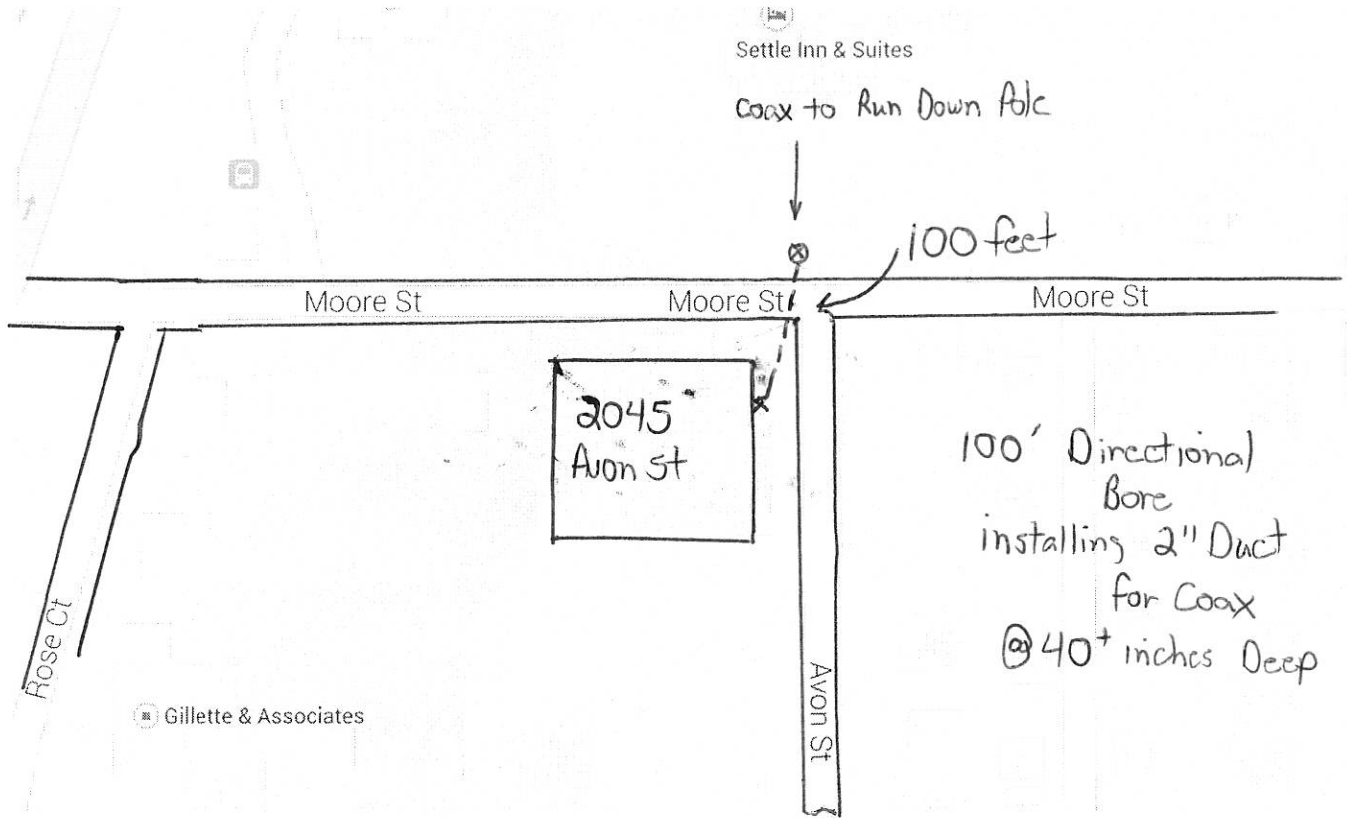 Settle Inn & Suites
Coax to Run Down Pole
100 feet
Moore St
Moore St
Moore St
2045
Avon St
100' Directional
Bore
installing 2" Duct
for Coax
@ 40+ inches Deep
Rose Ct
Gillette & Associates
Avon St